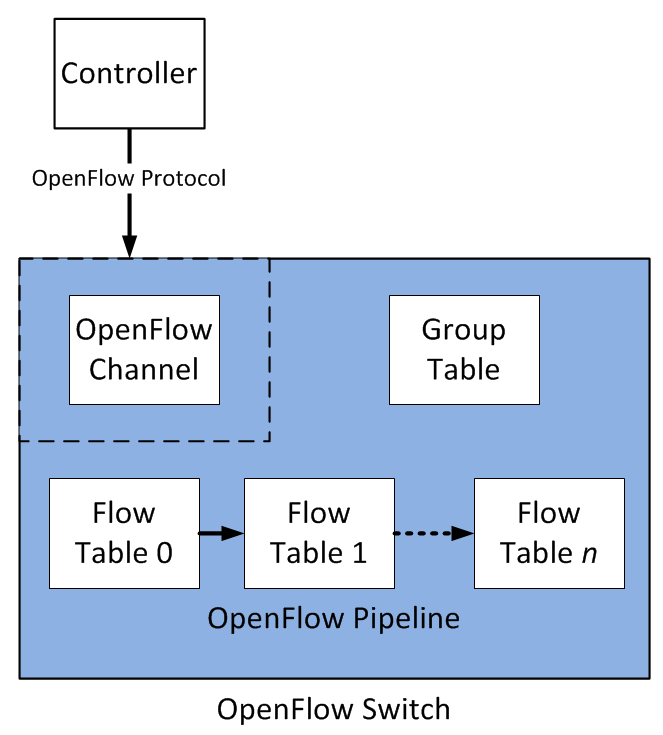 Controller
OpenFlow Protocol
OpenFlow
Channel
Group
Table
Flow
Table 0
Flow
Table 1
Flow
Table n
OpenFlow Pipeline
OpenFlow Switch